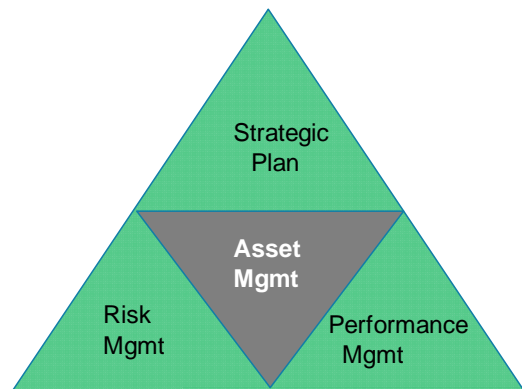 Strategic
Plan
Asset
Mgmt
Risk
Mgmt
Performance
Mgmt